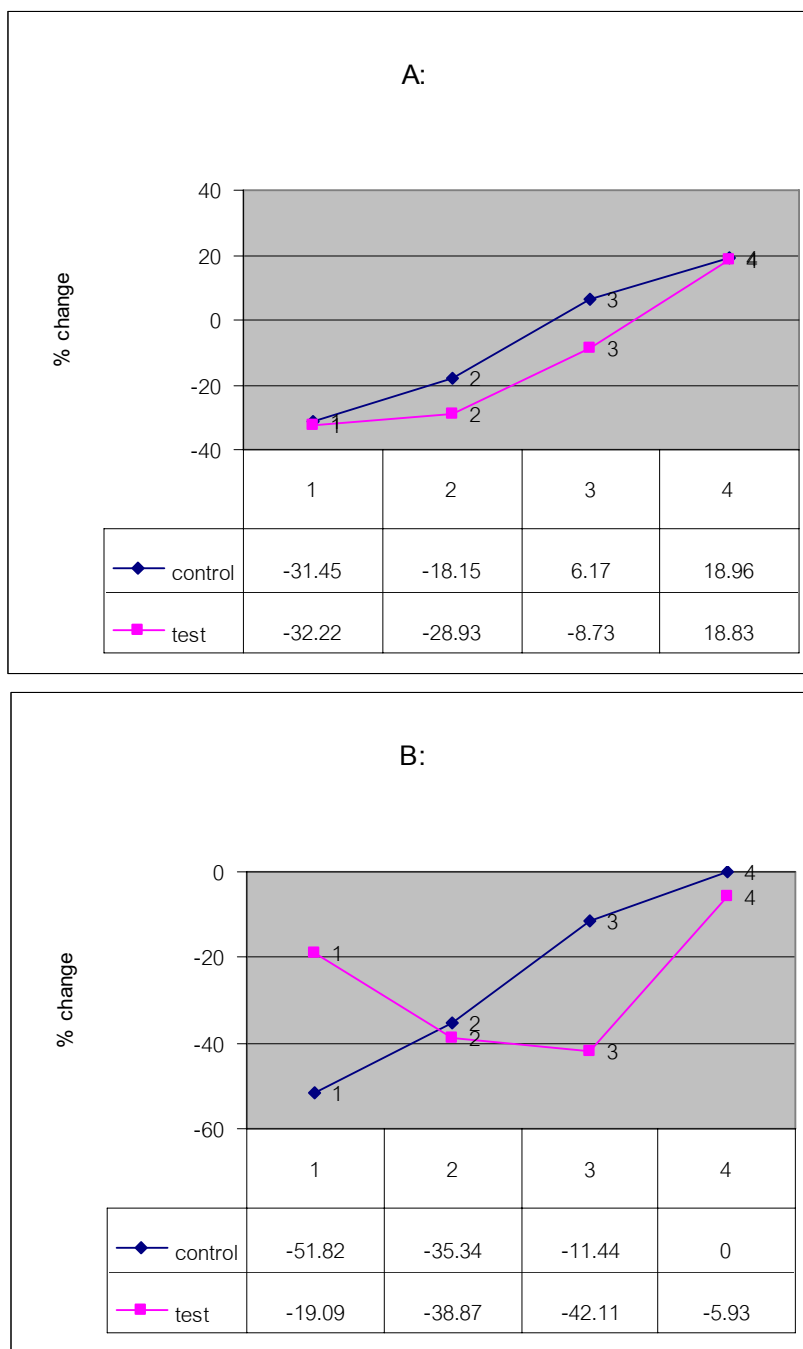 A:
% change
40
20
0
-20
-40
1
2
3
4
1
2
3
4
1 2 3 4
control -31.45 -18.15 6.17 18.96
test -32.22 -28.93 -8.73 18.83
B:
% change
0
-20
-40
-60
1
2
3
4
1
2
3
4
1 2 3 4
control -51.82 -35.34 -11.44 0
test -19.09 -38.87 -42.11 -5.93